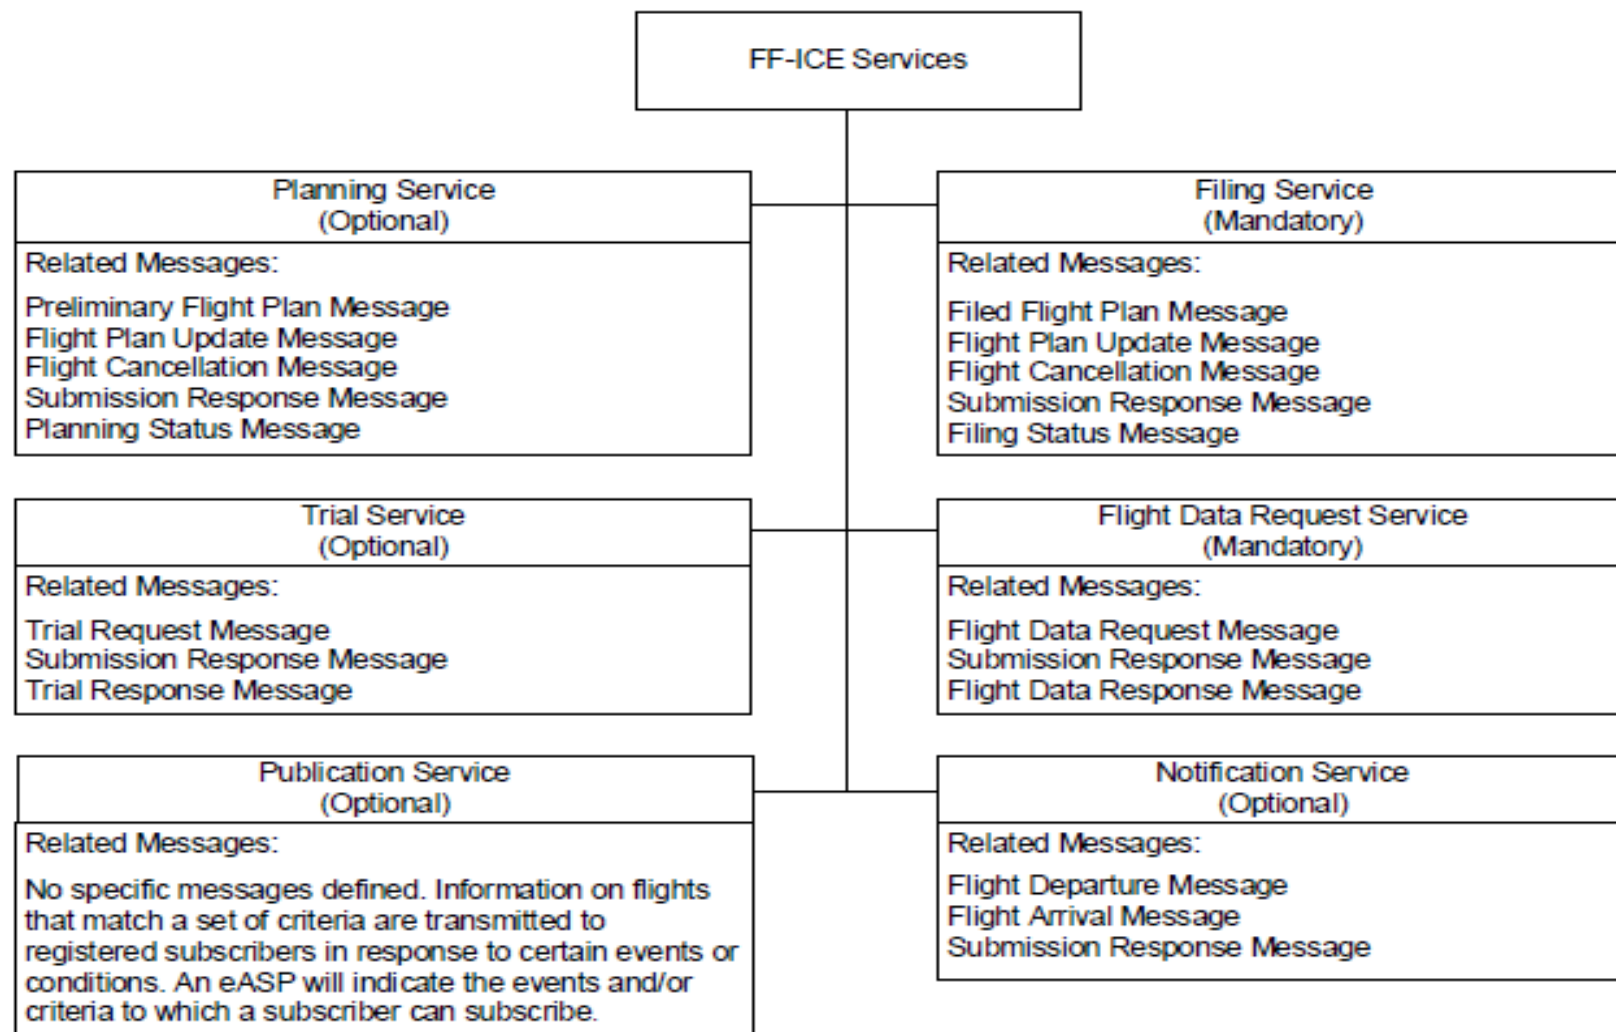 FF-ICE Services
Planning Service
(Optional)
Related Messages:
Preliminary Flight Plan Message
Flight Plan Update Message
Flight Cancellation Message
Submission Response Message
Planning Status Message
Filing Service
(Mandatory)
Related Messages:
Filed Flight Plan Message
Flight Plan Update Message
Flight Cancellation Message
Submission Response Message
Filing Status Message
Trial Service
(Optional)
Related Messages:
Trial Request Message
Submission Response Message
Trial Response Message
Flight Data Request Service
(Mandatory)
Related Messages:
Flight Data Request Message
Submission Response Message
Flight Data Response Message
Publication Service
(Optional)
Related Messages:
No specific messages defined. Information on flights
that match a set of criteria are transmitted to
registered subscribers in response to certain events or
conditions. An eASP will indicate the events and/or
criteria to which a subscriber can subscribe.
Notification Service
(Optional)
Related Messages:
Flight Departure Message
Flight Arrival Message
Submission Response Message